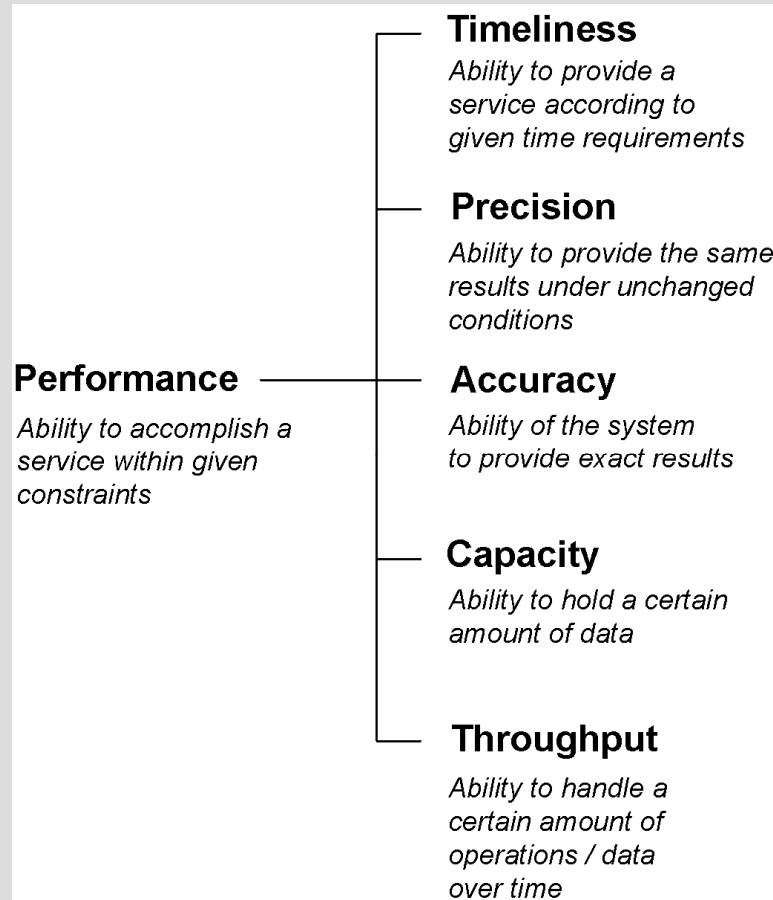 Timeliness
Ability to provide a
service according to
given time requirements
Precision
Ability to provide the same
results under unchanged
conditions
Performance
Ability to accomplish a
service within given
constraints
Accuracy
Ability of the system
to provide exact results
Capacity
Ability to hold a certain
amount of data
Throughput
Ability to handle a
certain amount of
operations / data
over time